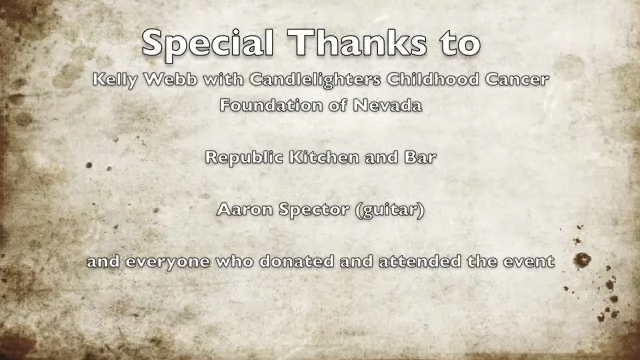 Special Thanks to
Kelly Webb with Candlelighters Childhood Cancer
Foundation of Nevada
Republic Kitchen and Bar
Aaron Spector (guitar)
and everyone who donated and attended the event